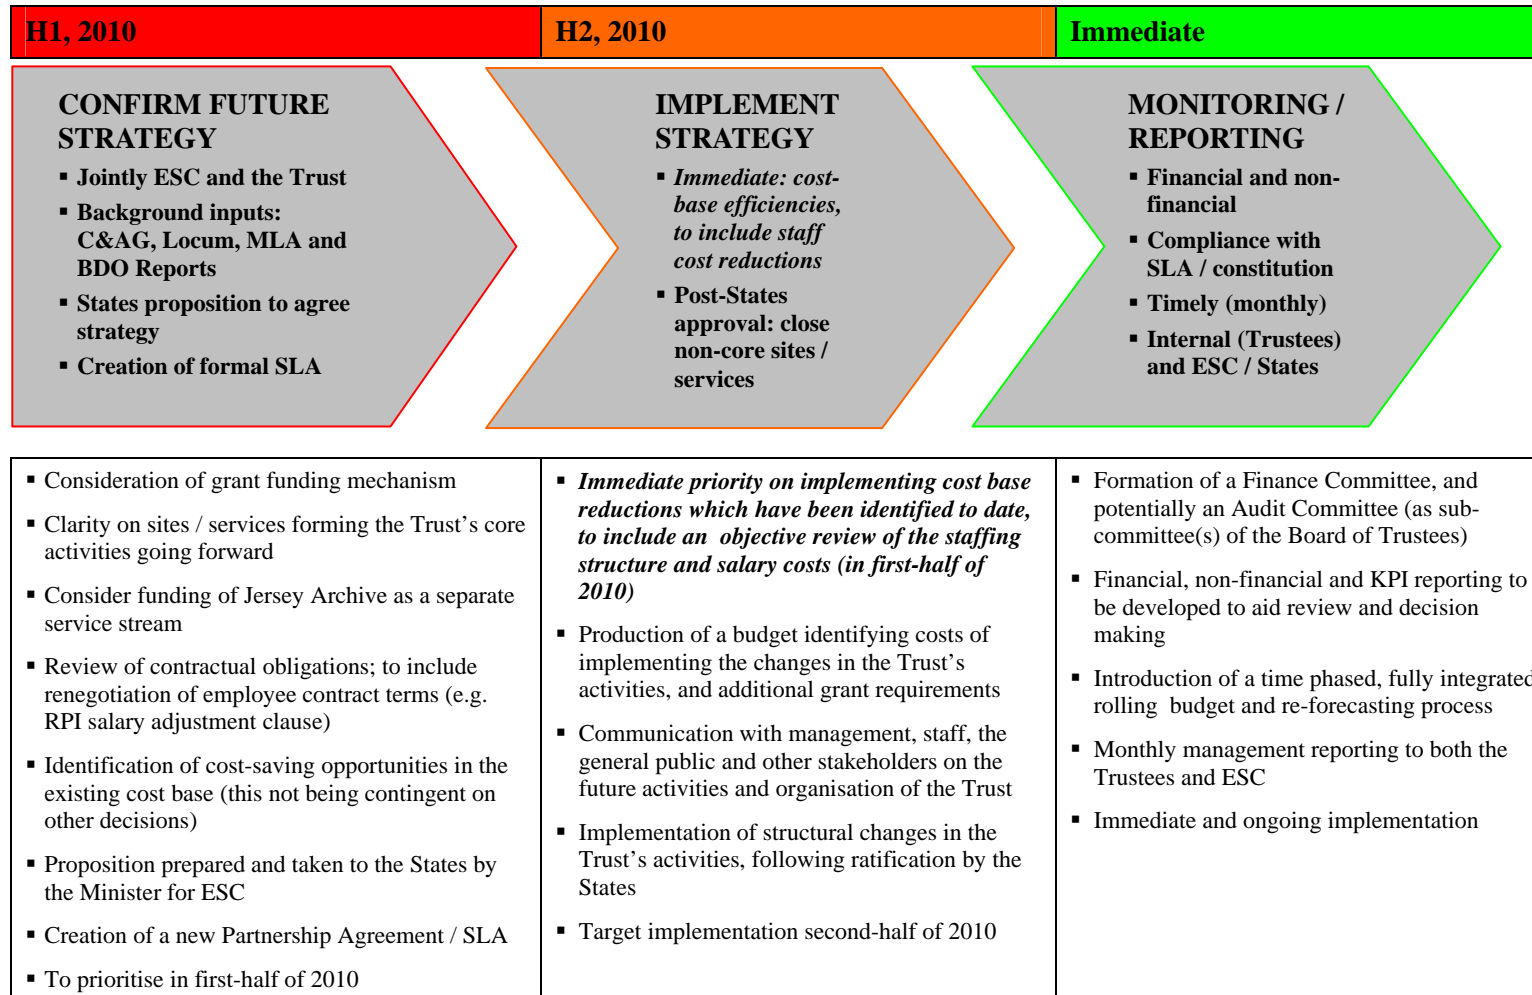 H1, 2010
H2, 2010
Immediate
CONFIRM FUTURE
STRATEGY
▪ Jointly ESC and the Trust
▪ Background inputs:
C&AG, Locum, MLA and
BDO Reports
▪ States proposition to agree
strategy
▪ Creation of formal SLA
IMPLEMENT
STRATEGY
▪ Immediate: cost-
base efficiencies,
to include staff
cost reductions
▪ Post-States
approval: close
non-core sites /
services
MONITORING /
REPORTING
▪ Financial and non-
financial
▪ Compliance with
SLA / constitution
▪ Timely (monthly)
▪ Internal (Trustees)
and ESC / States
▪ Consideration of grant funding mechanism
▪ Clarity on sites / services forming the Trust’s core
activities going forward
▪ Consider funding of Jersey Archive as a separate
service stream
▪ Review of contractual obligations; to include
renegotiation of employee contract terms (e.g.
RPI salary adjustment clause)
▪ Identification of cost-saving opportunities in the
existing cost base (this not being contingent on
other decisions)
▪ Proposition prepared and taken to the States by
the Minister for ESC
▪ Creation of a new Partnership Agreement / SLA
▪ To prioritise in first-half of 2010
▪ Immediate priority on implementing cost base
reductions which have been identified to date,
to include an objective review of the staffing
structure and salary costs (in first-half of
2010)
▪ Production of a budget identifying costs of
implementing the changes in the Trust’s
activities, and additional grant requirements
▪ Communication with management, staff, the
general public and other stakeholders on the
future activities and organisation of the Trust
▪ Implementation of structural changes in the
Trust’s activities, following ratification by the
States
▪ Target implementation second-half of 2010
▪ Formation of a Finance Committee, and
potentially an Audit Committee (as sub-
committee(s) of the Board of Trustees)
▪ Financial, non-financial and KPI reporting to
be developed to aid review and decision
making
▪ Introduction of a time phased, fully integrated
rolling budget and re-forecasting process
▪ Monthly management reporting to both the
Trustees and ESC
▪ Immediate and ongoing implementation